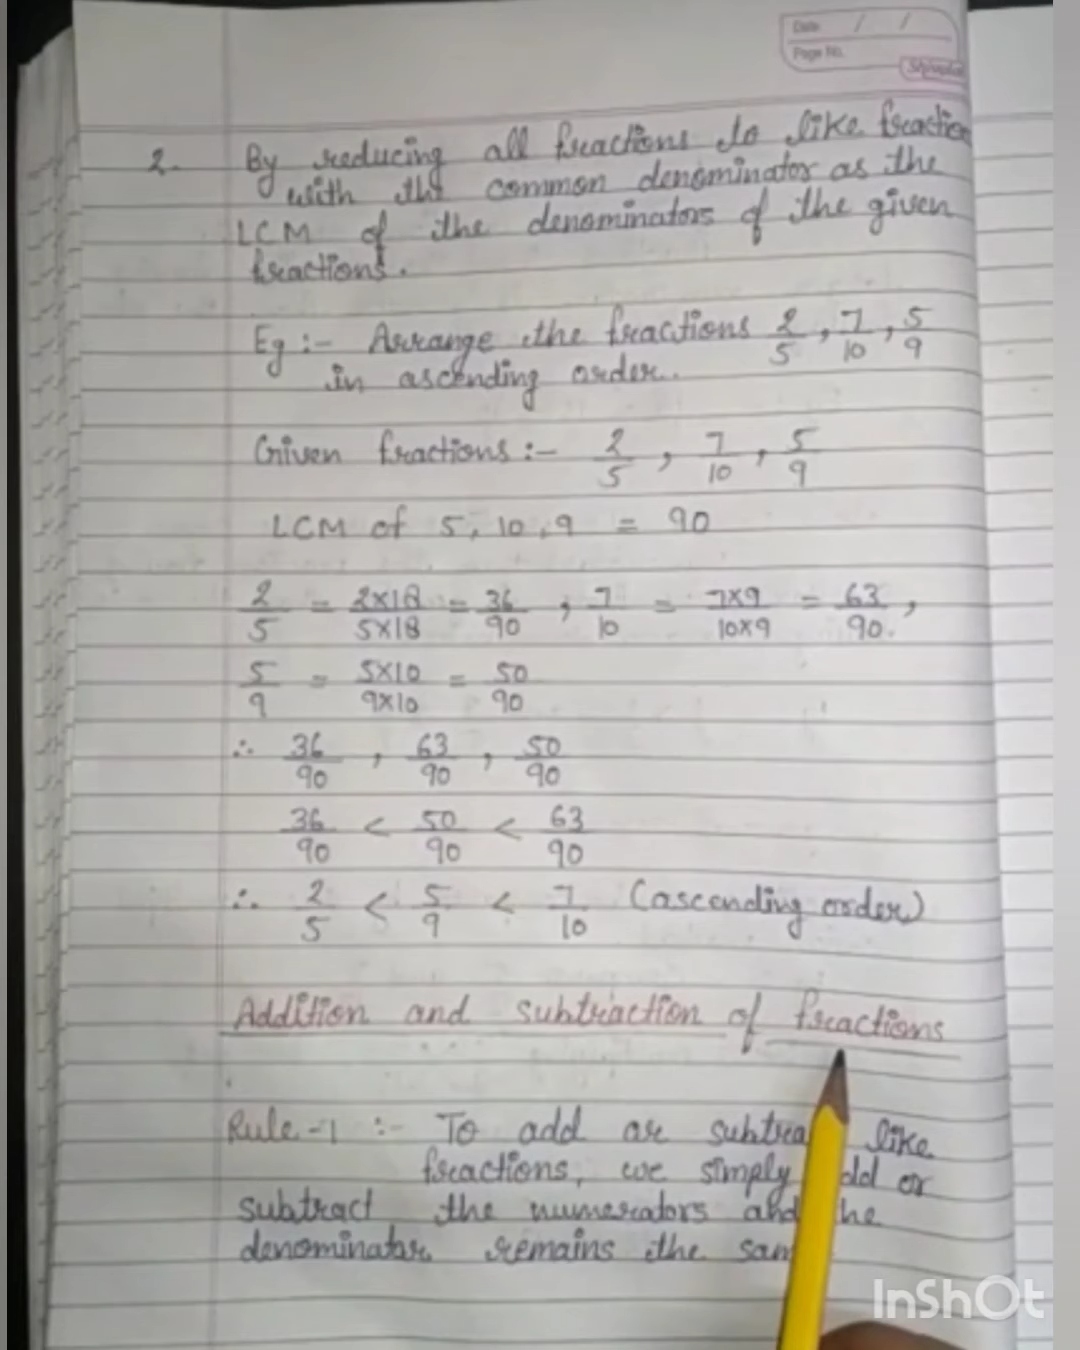 Date / /
Page No.
2. By reducing all fractions to like fraction
with the common denominator as the
LCM of the denominators of the given
fractions.
Eg :- Arrange the fractions 2/5 , 7/10 , 5/9
in ascending order.
Given fractions :- 2/5 , 7/10 , 5/9
LCM of 5, 10, 9 = 90
2/5 = 2×18/5×18 = 36/90 , 7/10 = 7×9/10×9 = 63/90 ,
5/9 = 5×10/9×10 = 50/90
∴ 36/90 , 63/90 , 50/90
36/90 < 50/90 < 63/90
∴ 2/5 < 5/9 < 7/10 (ascending order)
Addition and subtraction of fractions
Rule-1 :- To add or subtra like
fractions, we simply dd or
subtract the numerators and he
denominator remains the sam
InShOt